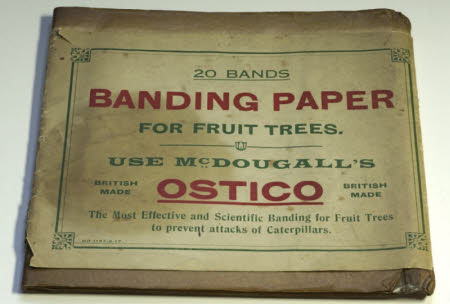 20 BANDS
BANDING PAPER
FOR FRUIT TREES.
USE McDOUGALL'S
BRITISH MADE
OSTICO
BRITISH MADE
The Most Effective and Scientific Banding for Fruit Trees
to prevent attacks of Caterpillars.